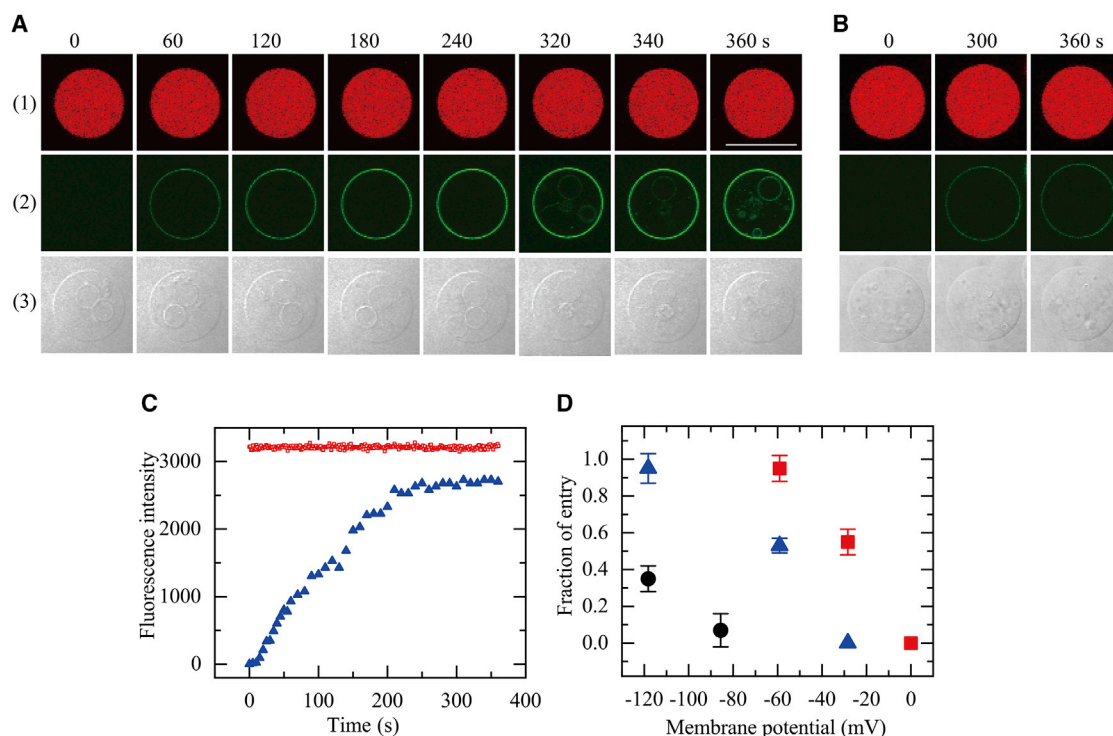 A
0 60 120 180 240 320 340 360 s
(1)
(2)
(3)
B
0 300 360 s
C
Fluorescence intensity
3000
2000
1000
0
0 100 200 300 400
Time (s)
D
Fraction of entry
1.0
0.8
0.6
0.4
0.2
0.0
-120 -100 -80 -60 -40 -20 0
Membrane potential (mV)